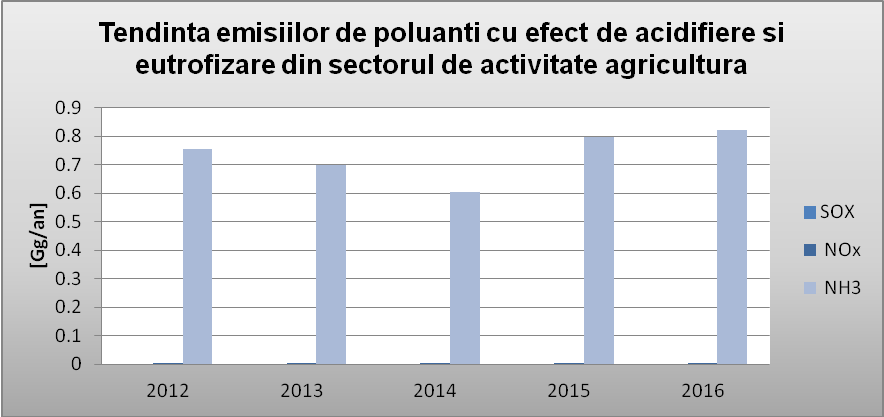 Tendinta emisiilor de poluanti cu efect de acidifiere si
eutrofizare din sectorul de activitate agricultura
[Gg/an]
0.9
0.8
0.7
0.6
0.5
0.4
0.3
0.2
0.1
0
2012
2013
2014
2015
2016
SOX
NOx
NH3